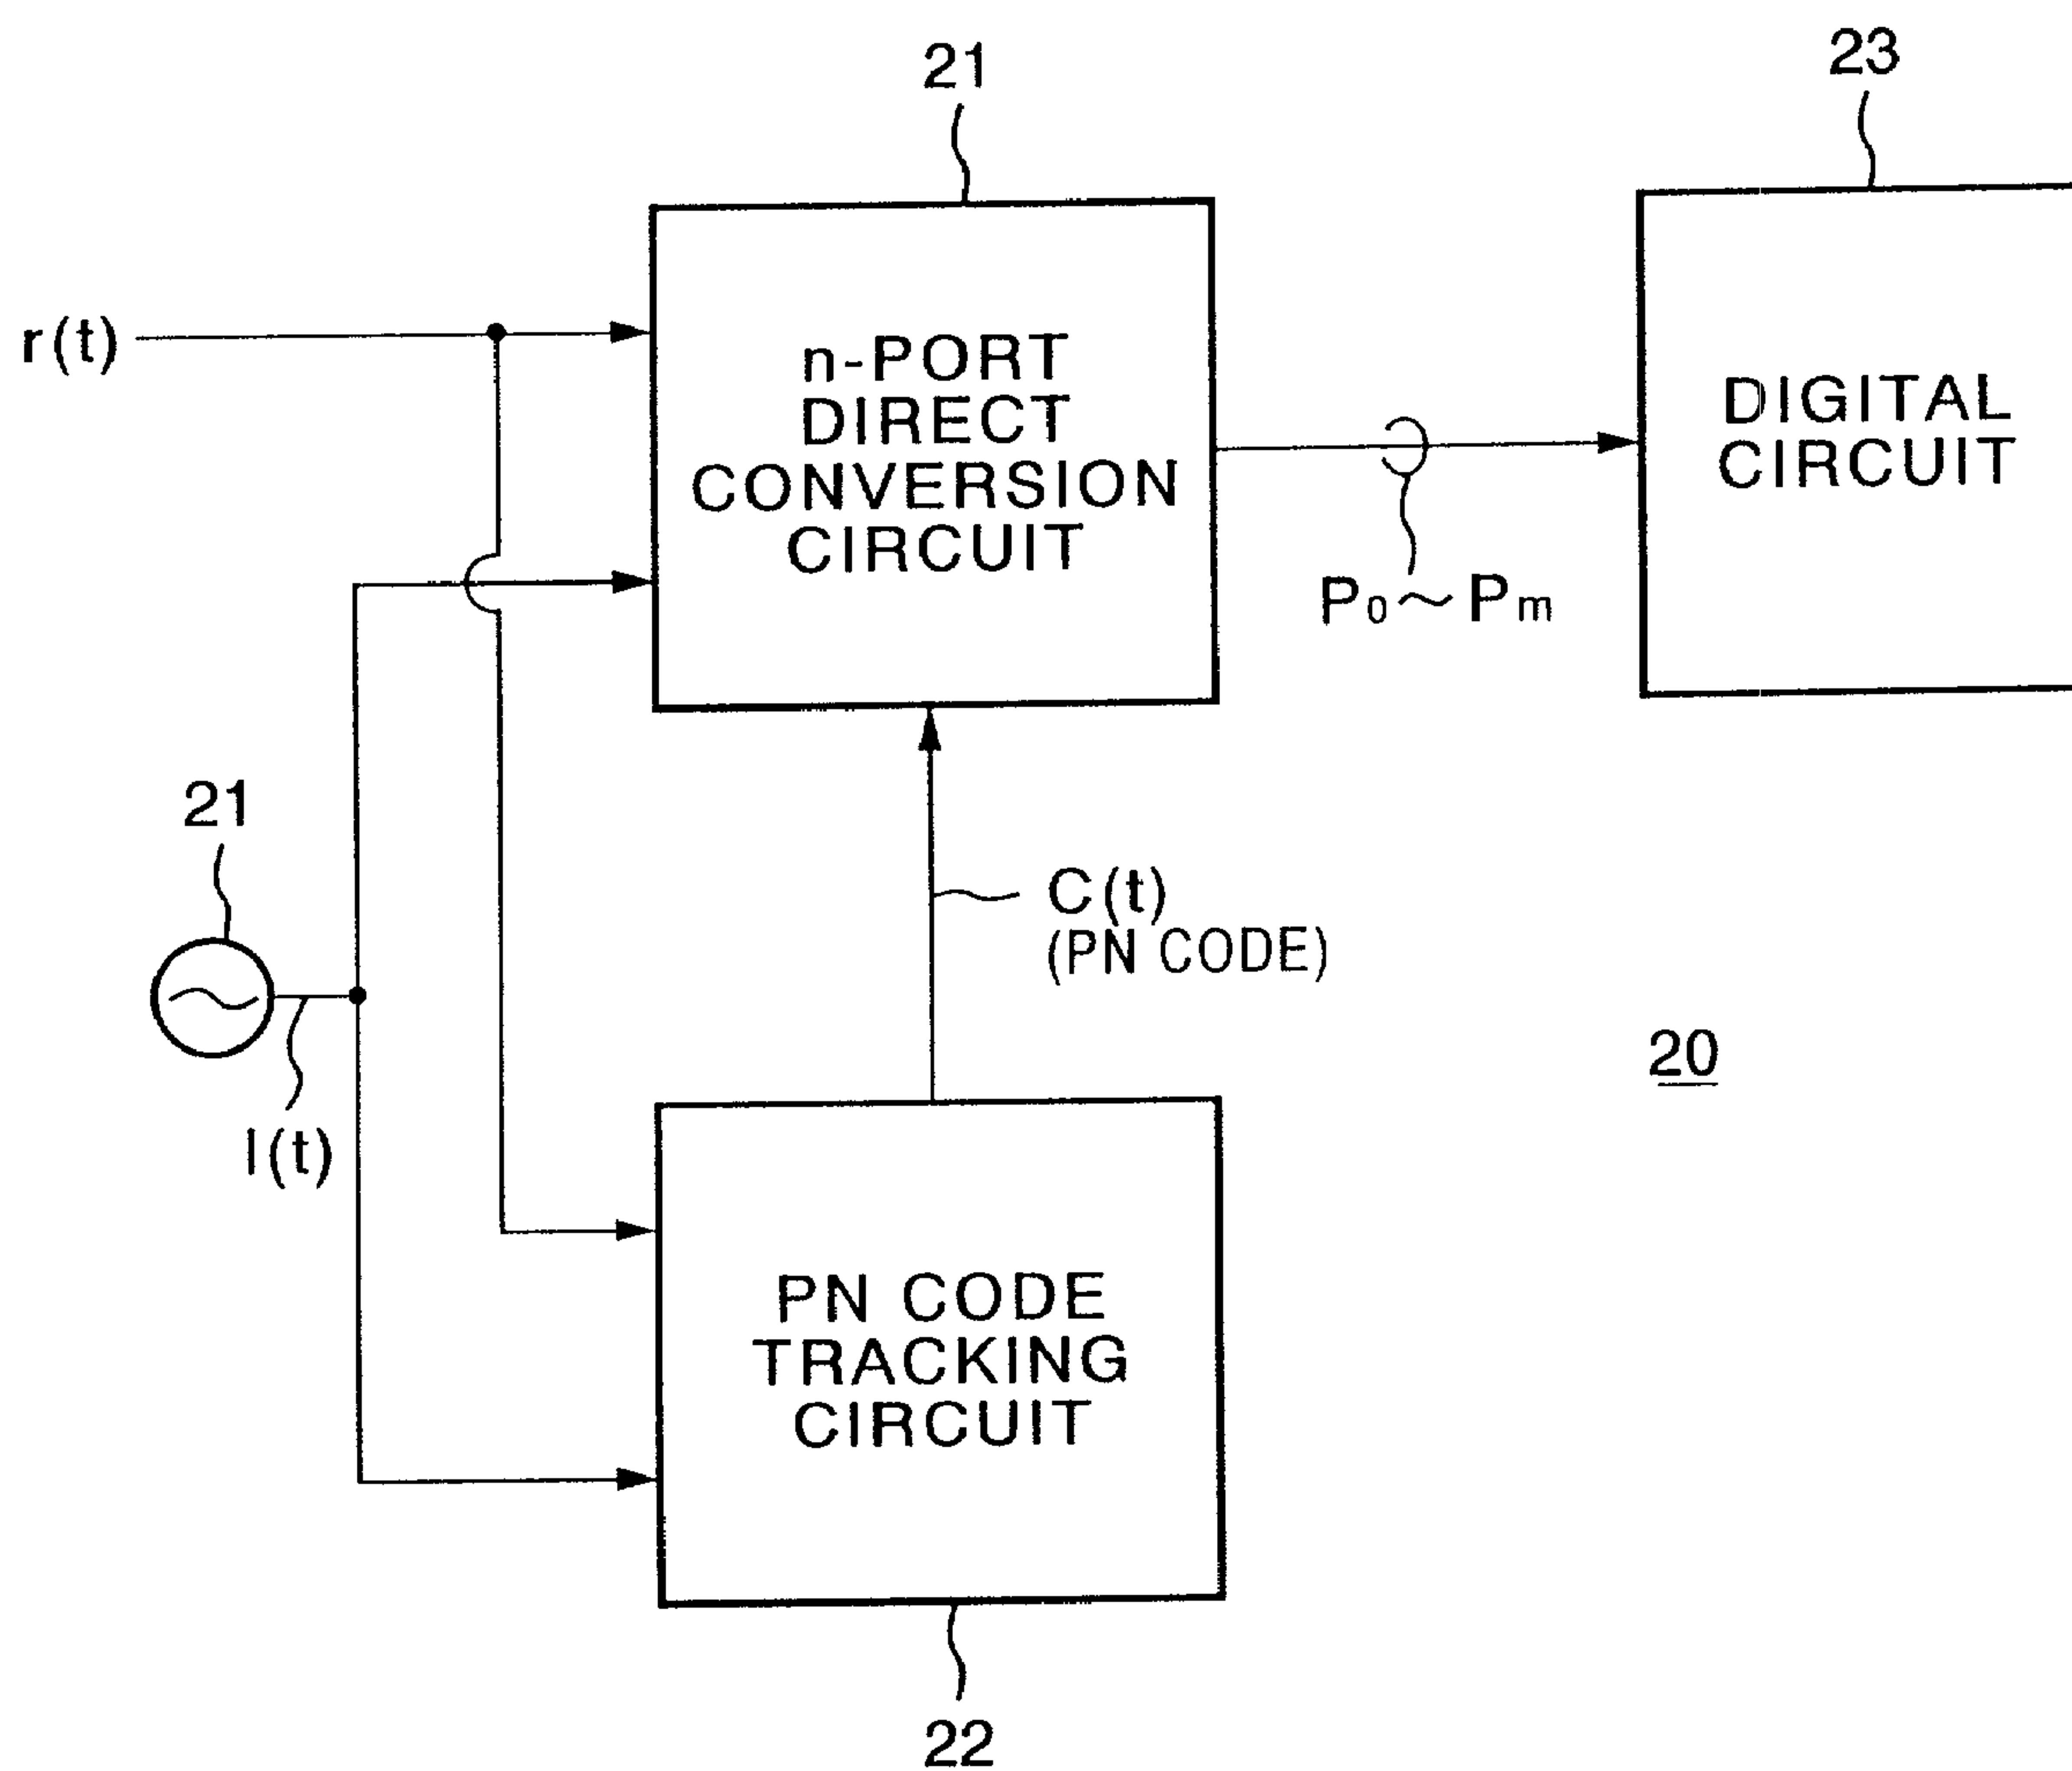 21
23
r(t)
n-PORT
DIRECT
CONVERSION
CIRCUIT
DIGITAL
CIRCUIT
P0~Pm
21
C(t)
(PN CODE)
20
l(t)
PN CODE
TRACKING
CIRCUIT
22